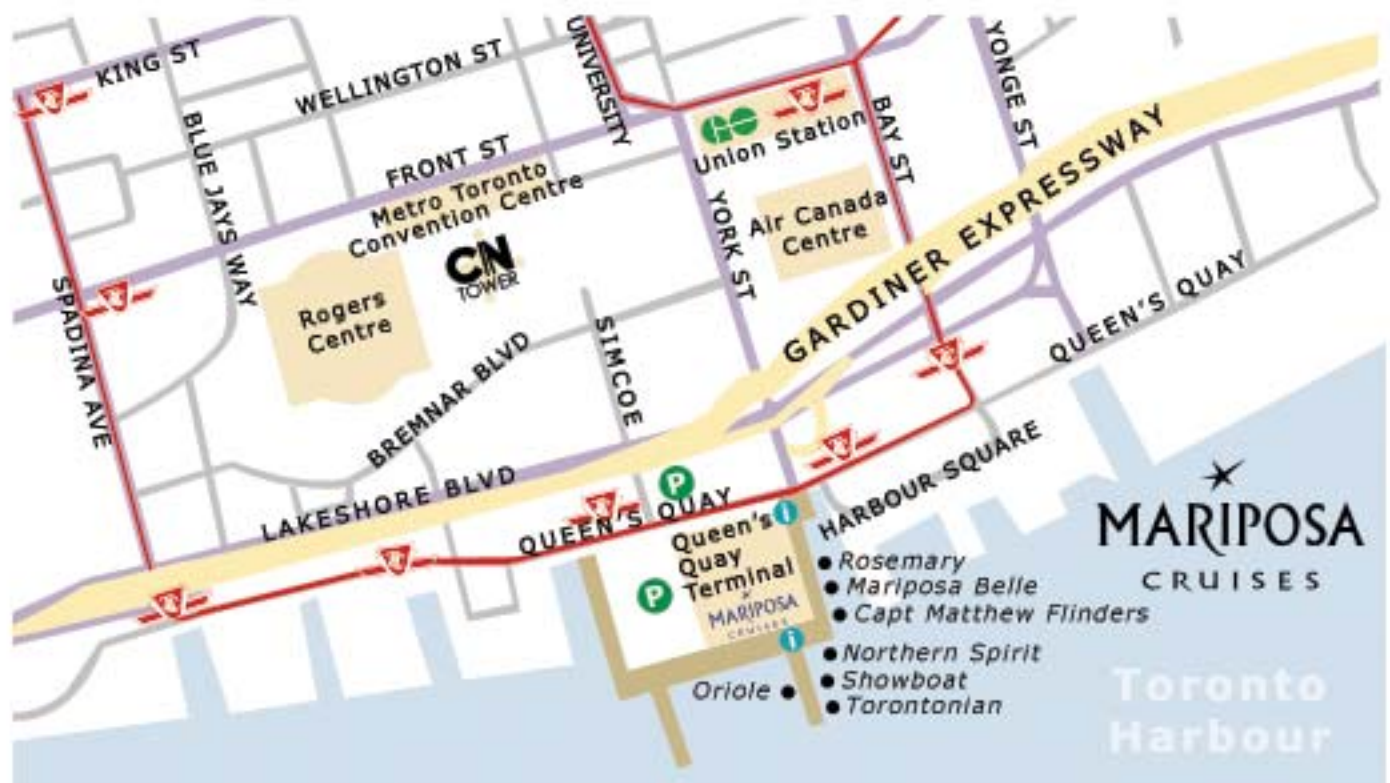 KING ST
WELLINGTON ST
UNIVERSITY
YONGE ST
BLUE JAYS WAY
FRONT ST
GO
Union Station
BAY ST
Metro Toronto
Convention Centre
YORK ST
Air Canada
Centre
GARDINER EXPRESSWAY
CN
TOWER
SPADINA AVE
Rogers
Centre
SIMCOE
BREMNAR BLVD
QUEEN'S QUAY
LAKESHORE BLVD
P
QUEEN'S QUAY
HARBOUR SQUARE
MARIPOSA
CRUISES
Queen's
i
Quay
Terminal
P
MARIPOSA
CRUISES
i
Rosemary
Mariposa Belle
Capt Matthew Flinders
Northern Spirit
Showboat
Torontonian
Oriole
Toronto
Harbour